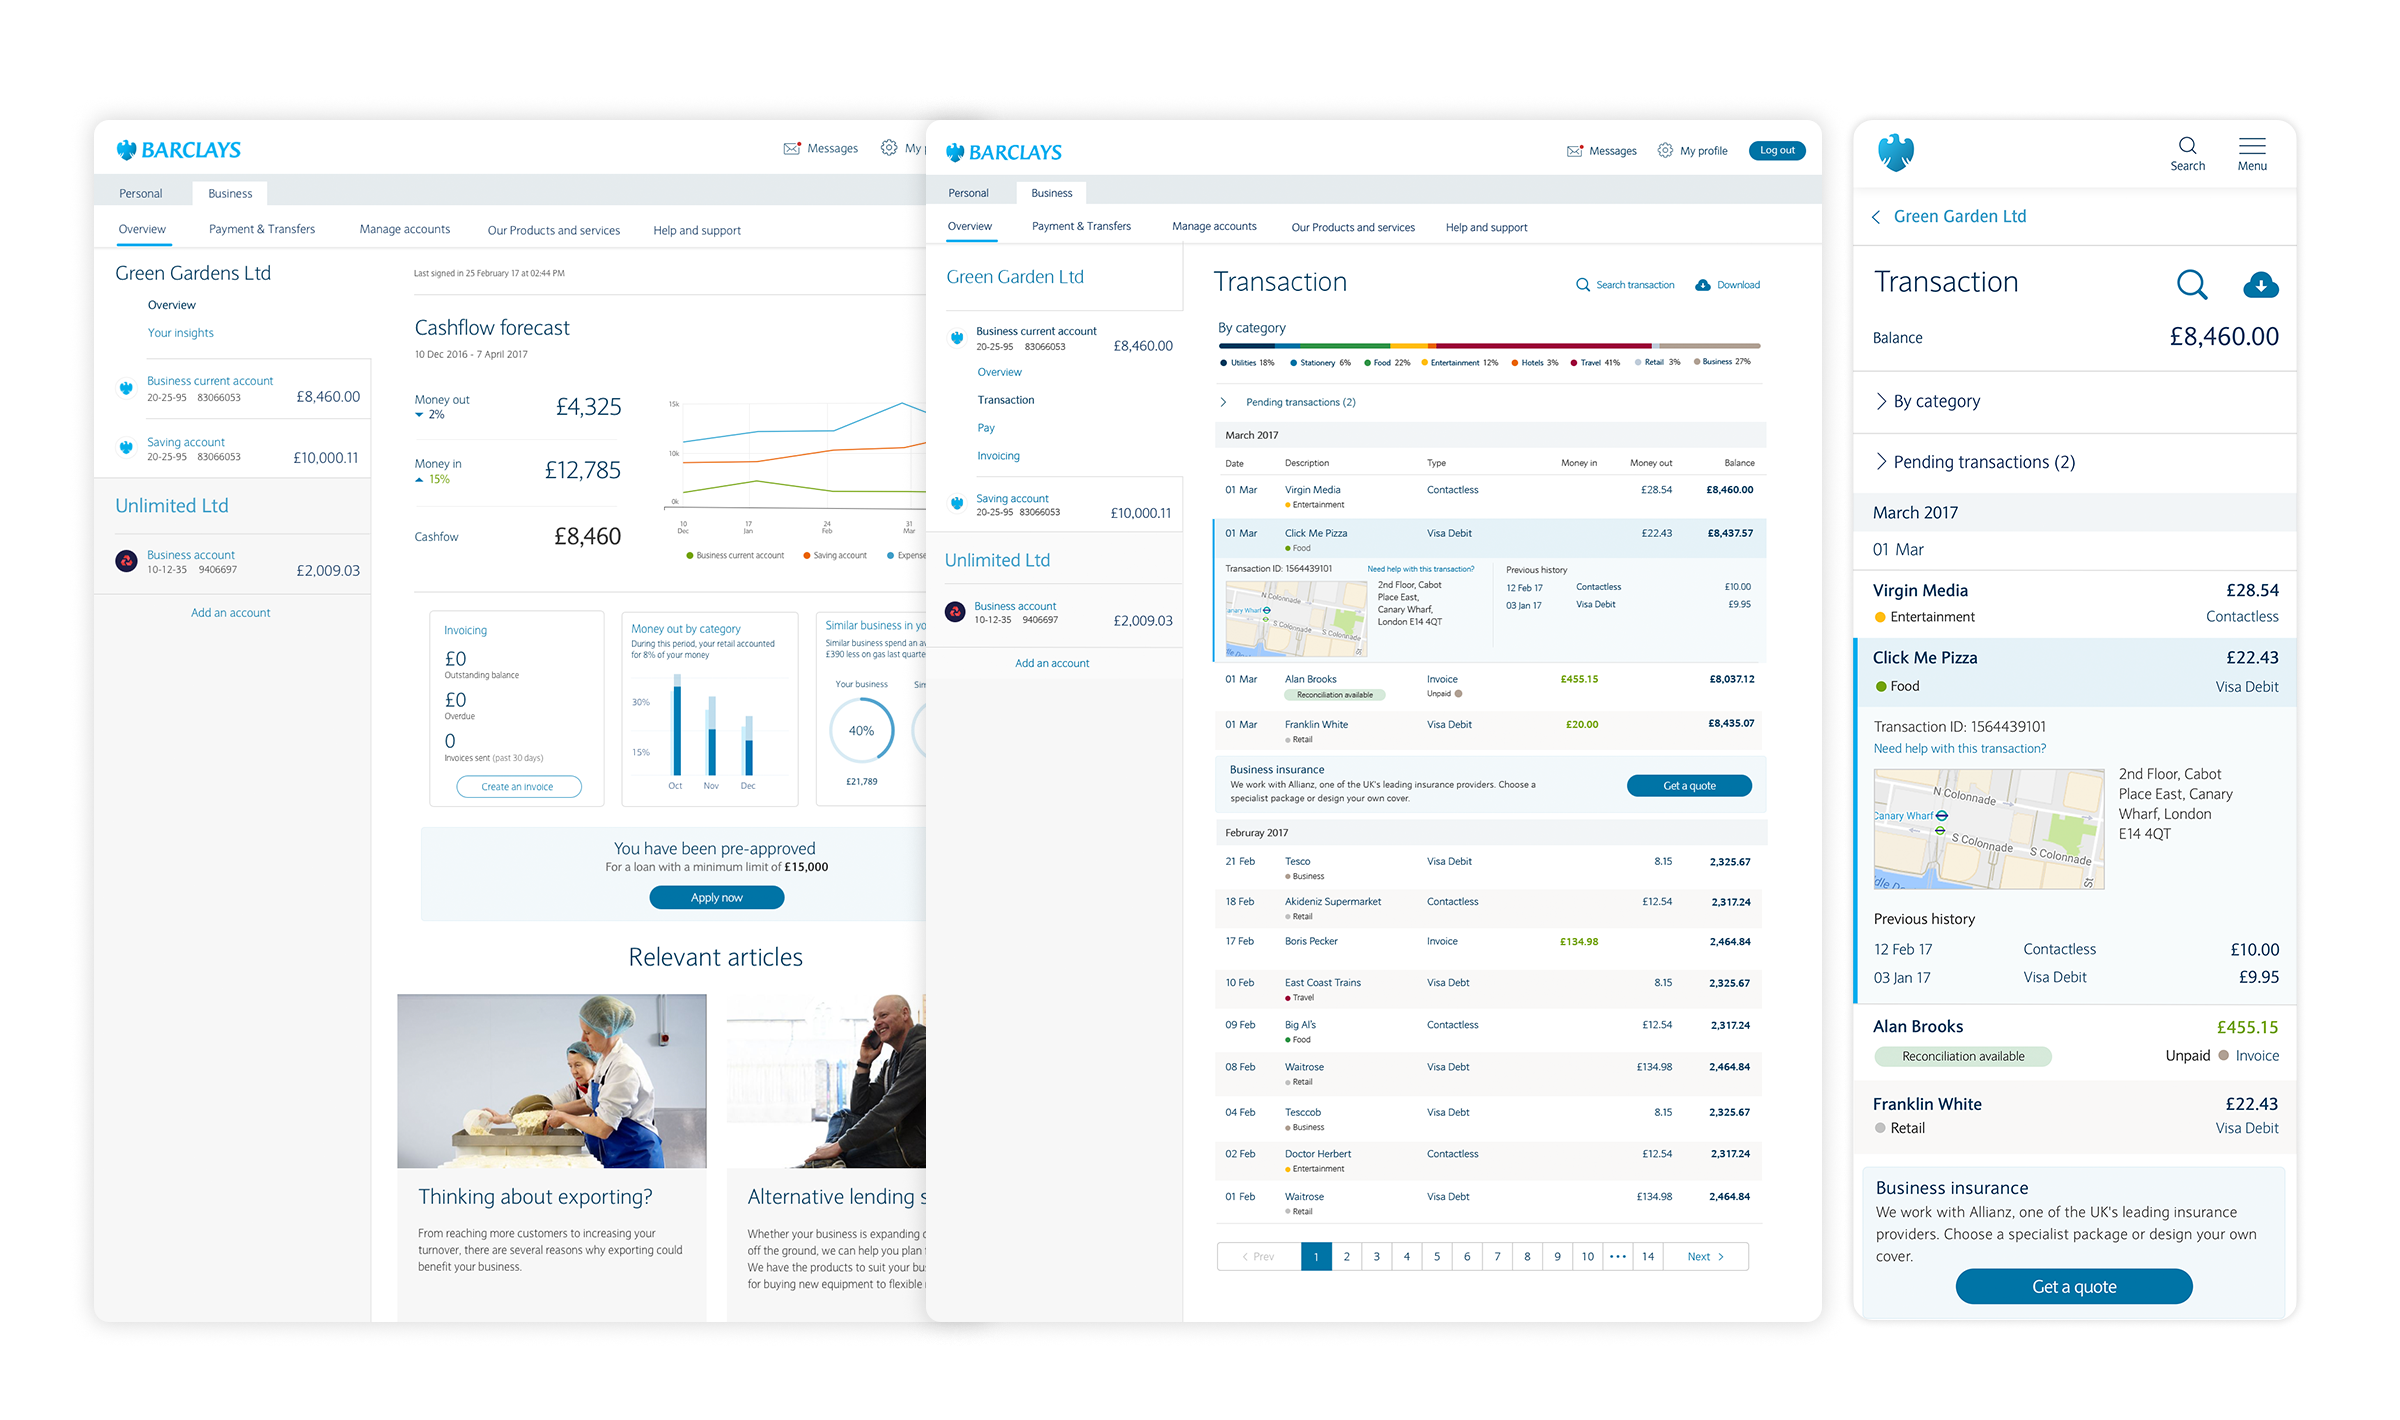 BARCLAYS
Messages
My
Personal
Business
Overview
Payment & Transfers
Manage accounts
Our Products and services
Help and support
Green Gardens Ltd
Overview
Your insights
Business current account
20-25-95 83066053 £8,460.00
Saving account
20-25-95 83066053 £10,000.11
Unlimited Ltd
Business account
10-12-35 9406697 £2,009.03
Add an account
Last signed in 25 February 17 at 02:44 PM
Cashflow forecast
10 Dec 2016 - 7 April 2017
Money out £4,325
2%
Money in £12,785
15%
Cashfow £8,460
15k
10k
0k
10 Dec
17 Jan
24 Feb
31 Mar
Business current account
Saving account
Expense
Invoicing
£0
Outstanding balance
£0
Overdue
0
Invoices sent (past 30 days)
Create an invoice
Money out by category
During this period, your retail accounted
for 8% of your money
30%
15%
Oct Nov Dec
Similar business in yo
Similar business spend an av
£390 less on gas last quarte
Your business
40%
£21,789
You have been pre-approved
For a loan with a minimum limit of £15,000
Apply now
Relevant articles
Thinking about exporting?
From reaching more customers to increasing your
turnover, there are several reasons why exporting could
benefit your business.
Alternative lending s
Whether your business is expanding
off the ground, we can help you plan
We have the products to suit your bus
for buying new equipment to flexible
BARCLAYS
Messages
My profile
Log out
Personal
Business
Overview
Payment & Transfers
Manage accounts
Our Products and services
Help and support
Green Garden Ltd
Business current account
20-25-95 83066053 £8,460.00
Overview
Transaction
Pay
Invoicing
Saving account
20-25-95 83066053 £10,000.11
Unlimited Ltd
Business account
10-12-35 9406697 £2,009.03
Add an account
Transaction
Search transaction
Download
By category
Utilities 18% Stationery 6% Food 22% Entertainment 12% Hotels 3% Travel 41% Retail 3% Business 27%
Pending transactions (2)
March 2017
Date Description Type Money in Money out Balance
01 Mar Virgin Media Contactless £28.54 £8,460.00
Entertainment
01 Mar Click Me Pizza Visa Debit £22.43 £8,437.57
Food
Transaction ID: 1564439101
Need help with this transaction?
N Colonnade
Canary Wharf
S Colonnade
S Colonnade
2nd Floor, Cabot
Place East,
Canary Wharf,
London E14 4QT
Previous history
12 Feb 17 Contactless £10.00
03 Jan 17 Visa Debit £9.95
01 Mar Alan Brooks Invoice £455.15 £8,037.12
Reconciliation available Unpaid
01 Mar Franklin White Visa Debit £20.00 £8,435.07
Retail
Business insurance
We work with Allianz, one of the UK's leading insurance providers. Choose a
specialist package or design your own cover.
Get a quote
Februray 2017
21 Feb Tesco Visa Debit 8.15 2,325.67
Business
18 Feb Akideniz Supermarket Contactless £12.54 2,317.24
Retail
17 Feb Boris Pecker Invoice £134.98 2,464.84
10 Feb East Coast Trains Visa Debt 8.15 2,325.67
Travel
09 Feb Big Al's Contactless £12.54 2,317.24
Food
08 Feb Waitrose Visa Debt £134.98 2,464.84
Retail
04 Feb Tesccob Visa Debt 8.15 2,325.67
Business
02 Feb Doctor Herbert Contactless £12.54 2,317.24
Entertainment
01 Feb Waitrose Visa Debt £134.98 2,464.84
Retail
Prev 1 2 3 4 5 6 7 8 9 10 ••• 14 Next
Search
Menu
Green Garden Ltd
Transaction
Balance £8,460.00
By category
Pending transactions (2)
March 2017
01 Mar
Virgin Media £28.54
Entertainment Contactless
Click Me Pizza £22.43
Food Visa Debit
Transaction ID: 1564439101
Need help with this transaction?
N Colonnade
Canary Wharf
S Colonnade
S Colonnade
St
2nd Floor, Cabot
Place East, Canary
Wharf, London
E14 4QT
Previous history
12 Feb 17 Contactless £10.00
03 Jan 17 Visa Debit £9.95
Alan Brooks £455.15
Reconciliation available Unpaid Invoice
Franklin White £22.43
Retail Visa Debit
Business insurance
We work with Allianz, one of the UK's leading insurance
providers. Choose a specialist package or design your own
cover.
Get a quote